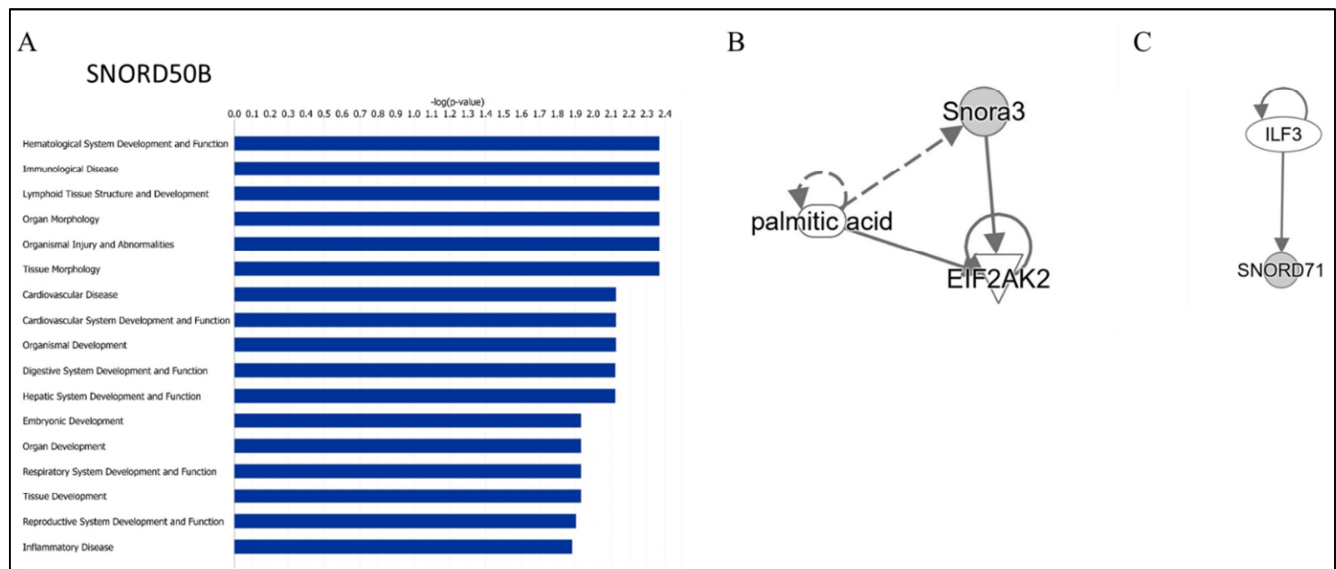 A
SNORD50B
-log(p-value)
0.0 0.1 0.2 0.3 0.4 0.5 0.6 0.7 0.8 0.9 1.0 1.1 1.2 1.3 1.4 1.5 1.6 1.7 1.8 1.9 2.0 2.1 2.2 2.3 2.4
Hematological System Development and Function
Immunological Disease
Lymphoid Tissue Structure and Development
Organ Morphology
Organismal Injury and Abnormalities
Tissue Morphology
Cardiovascular Disease
Cardiovascular System Development and Function
Organismal Development
Digestive System Development and Function
Hepatic System Development and Function
Embryonic Development
Organ Development
Respiratory System Development and Function
Tissue Development
Reproductive System Development and Function
Inflammatory Disease
B
Snora3
palmitic acid
EIF2AK2
C
ILF3
SNORD71